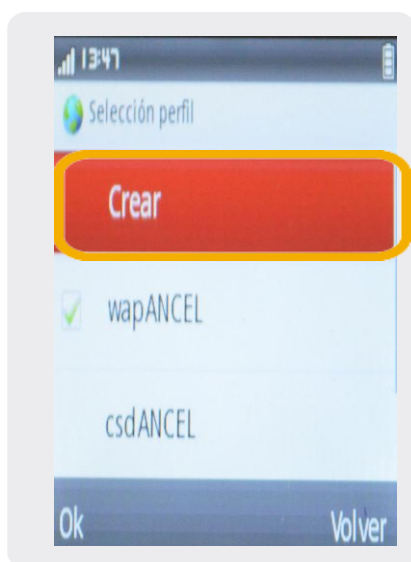 13:47
Selección perfil
Crear
wapANCEL
csdANCEL
Ok Volver